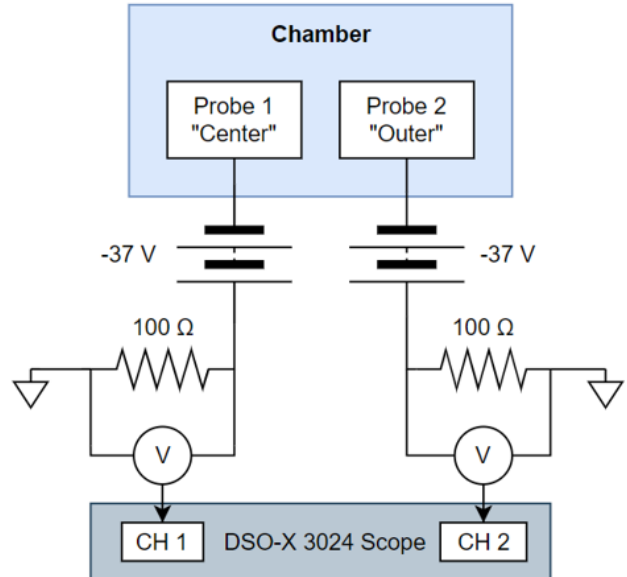 Chamber
Probe 1
"Center"
Probe 2
"Outer"
-37 V
-37 V
100 Ω
100 Ω
V
V
CH 1
DSO-X 3024 Scope
CH 2